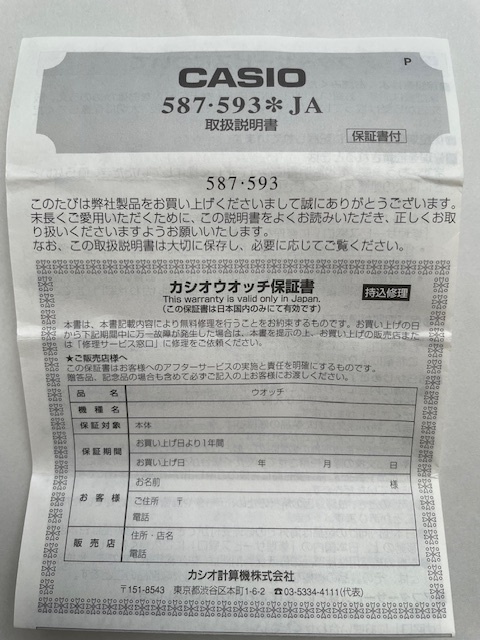 P
CASIO
587・593＊JA
取扱説明書
保証書付
587・593
このたびは弊社製品をお買い上げくださいまして誠にありがとうございます。
末長くご愛用いただくために、この説明書をよくお読みいただき、正しくお取
り扱いくださいますようお願いいたします。
なお、この取扱説明書は大切に保存し、必要に応じてご覧ください。
カシオウオッチ保証書
持込修理
This warranty is valid only in Japan.
(この保証書は日本国内のみにて有効です)
本書は、本書記載内容により無料修理を行うことをお約束するものです。お買い上げの日
から下記期間中に万一故障が発生した場合は、本書を提示の上、お買い上げの販売店また
は「修理サービス窓口」に修理をご依頼ください。
★ご販売店様へ
この保証書はお客様へのアフターサービスの実施と責任を明確にするものです。
贈答品、記念品の場合も含めて必ずご記入の上お客様にお渡しください。
品名 ウオッチ
機種名
保証対象 本体
保証期間 お買い上げ日より1年間
お買い上げ日 年 月 日
お客様 お名前 様
ご住所 〒
電話
販売店 住所・店名
電話
カシオ計算機株式会社
〒151-8543 東京都渋谷区本町1-6-2 ☎03-5334-4111(代表)